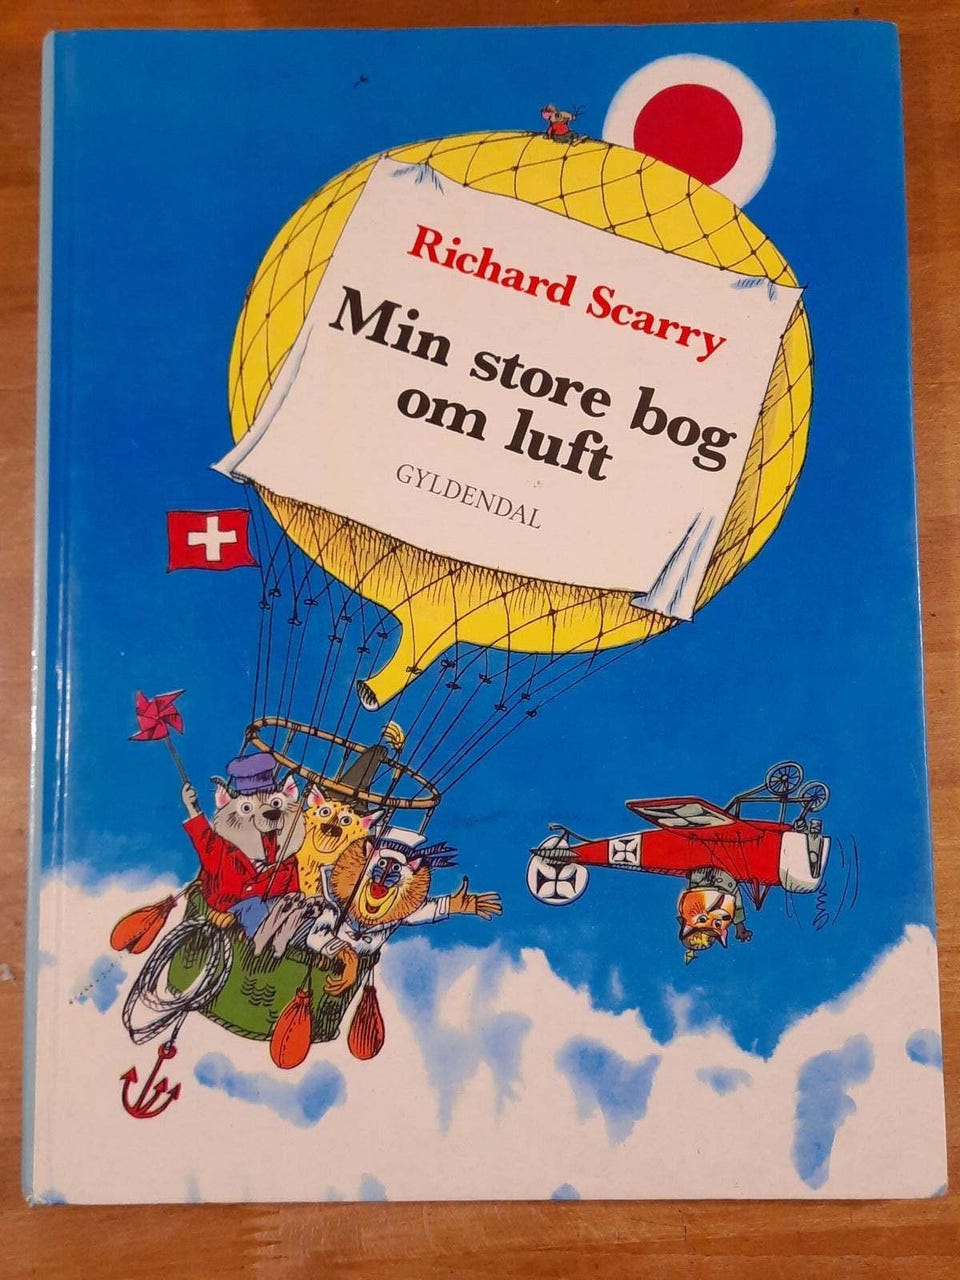 Richard Scarry
Min store bog
om luft
GYLDENDAL